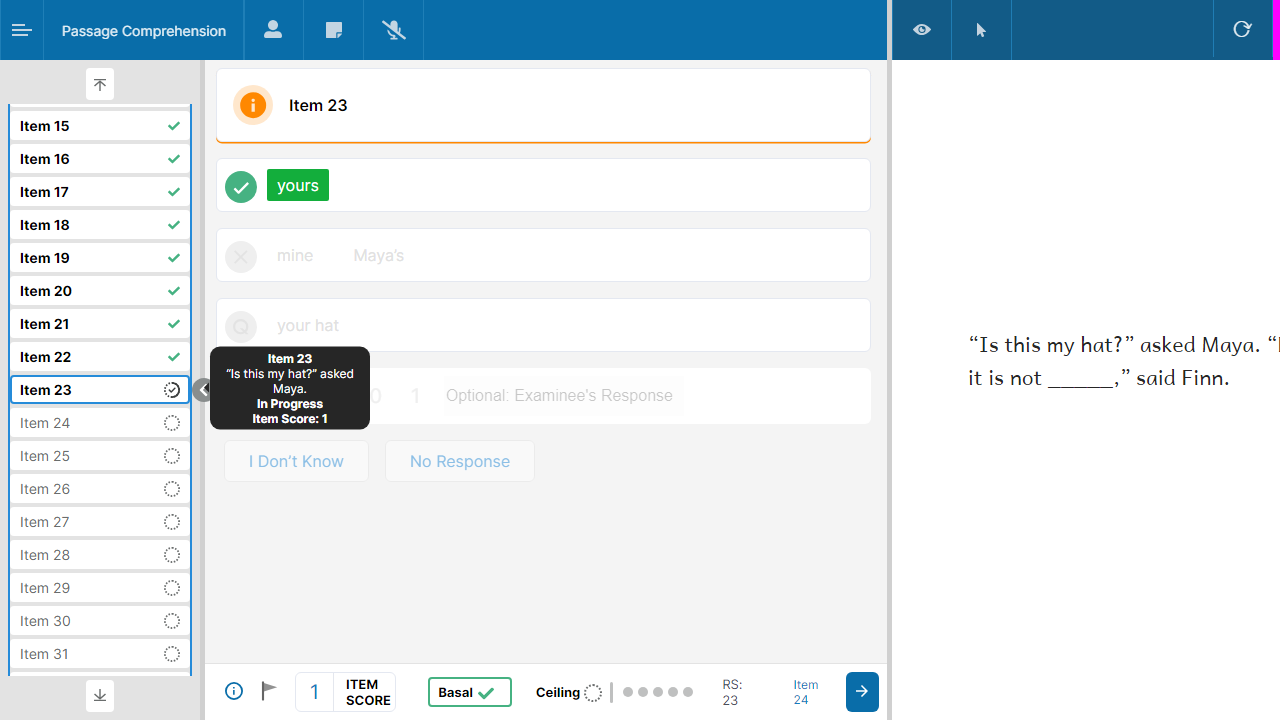 Passage Comprehension
Item 15
Item 16
Item 17
Item 18
Item 19
Item 20
Item 21
Item 22
Item 23
Item 24
Item 25
Item 26
Item 27
Item 28
Item 29
Item 30
Item 31
Item 23
yours
mine Maya's
Q your hat
Item 23
“Is this my hat?” asked
Maya.
In Progress
Item Score: 1
0 1 Optional: Examinee's Response
I Don't Know No Response
1 ITEM
SCORE
Basal
Ceiling
RS:
23
Item
24
“Is this my hat?” asked Maya.
it is not _____,” said Finn.